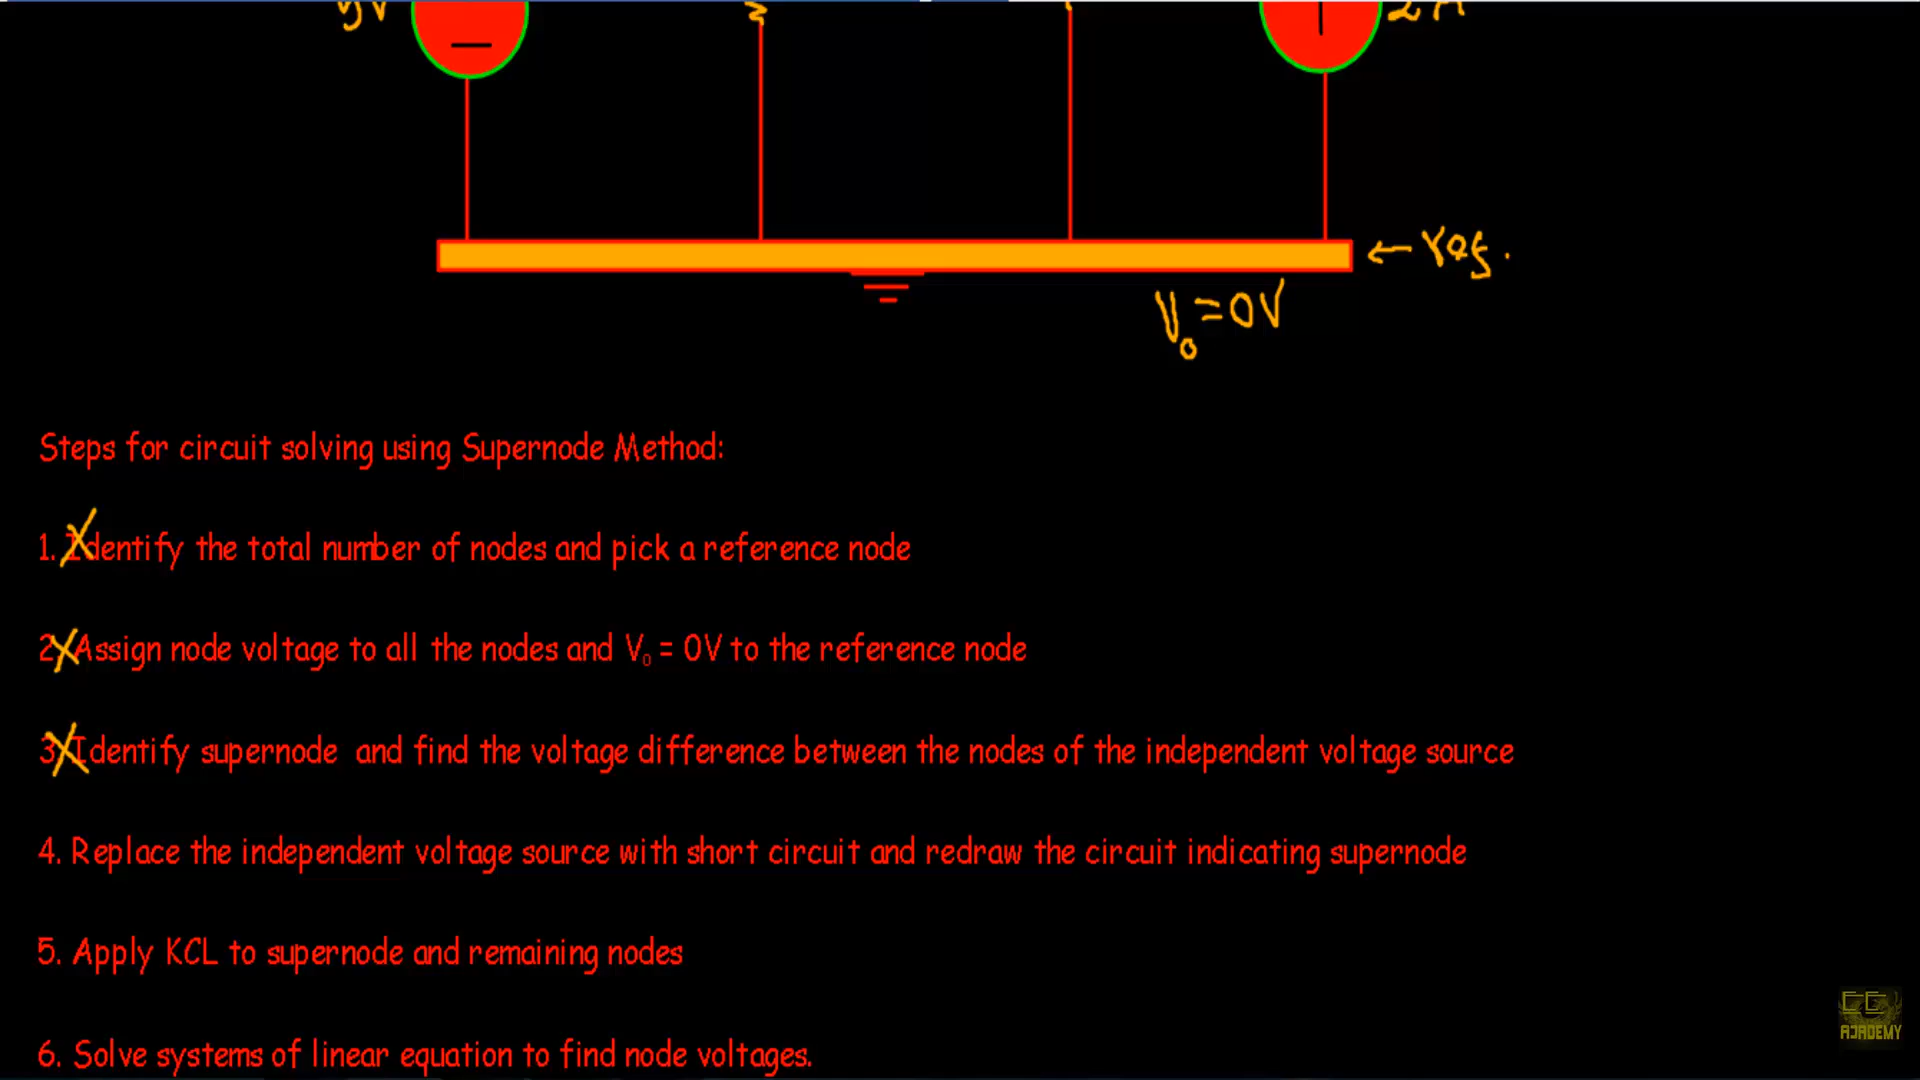 2A
← ref.
V₀ = 0V
Steps for circuit solving using Supernode Method:
1. Identify the total number of nodes and pick a reference node
2. Assign node voltage to all the nodes and V₀ = 0V to the reference node
3. Identify supernode and find the voltage difference between the nodes of the independent voltage source
4. Replace the independent voltage source with short circuit and redraw the circuit indicating supernode
5. Apply KCL to supernode and remaining nodes
6. Solve systems of linear equation to find node voltages.
EE
ACADEMY